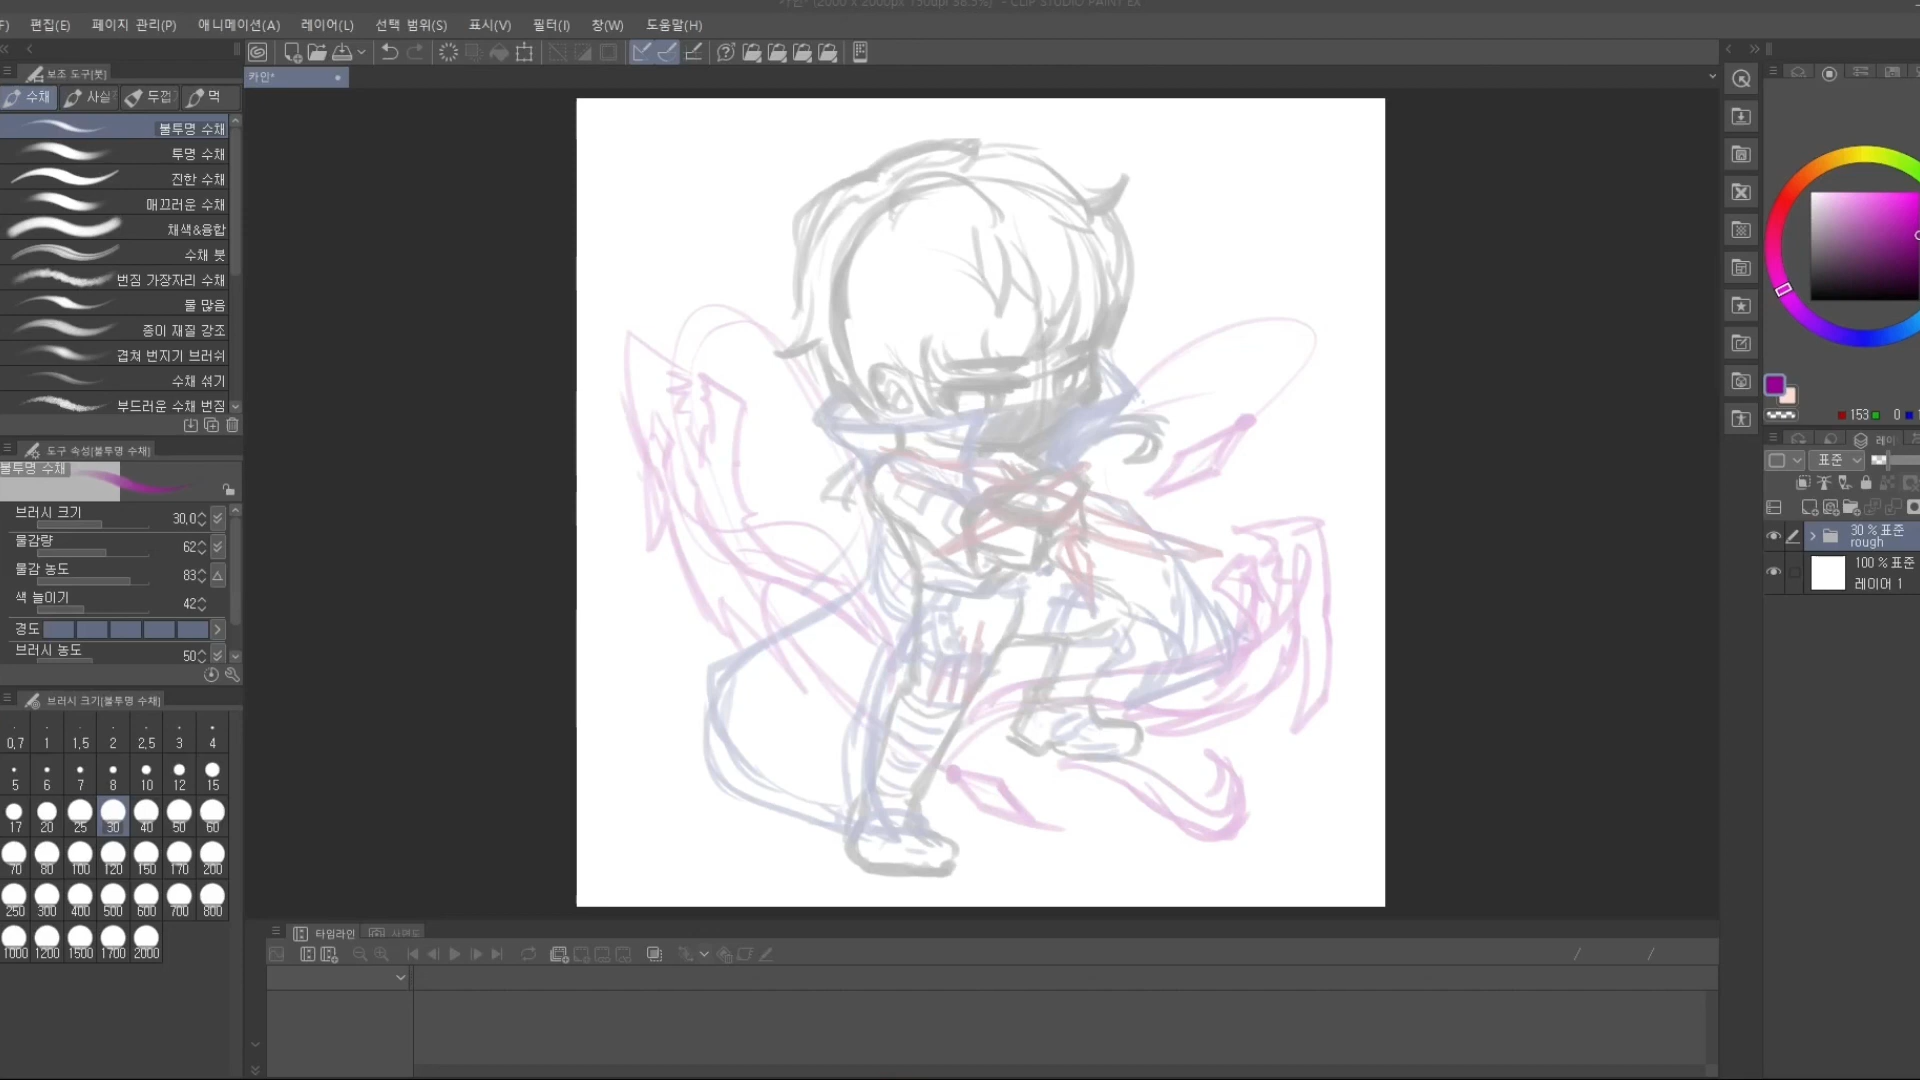 편집(E) 페이지 관리(P) 애니메이션(A) 레이어(L) 선택 범위(S) 표시(V) 필터(I) 창(W) 도움말(H)
카인*
보조 도구[붓]
수채 사실 두껍 먹
불투명 수채
투명 수채
진한 수채
매끄러운 수채
채색&융합
수채 붓
번짐 가장자리 수채
물 많음
종이 재질 강조
겹쳐 번지기 브러쉬
수채 섞기
부드러운 수채 번짐
도구 속성[불투명 수채]
불투명 수채
브러시 크기 30,0
물감량 62
물감 농도 83
색 늘이기 42
경도
브러시 농도 50
브러시 크기[불투명 수채]
0,7 1 1,5 2 2,5 3 4
5 6 7 8 10 12 15
17 20 25 30 40 50 60
70 80 100 120 150 170 200
250 300 400 500 600 700 800
1000 1200 1500 1700 2000
타임라인
153 0
레이
표준
30 % 표준
rough
100 % 표준
레이어 1